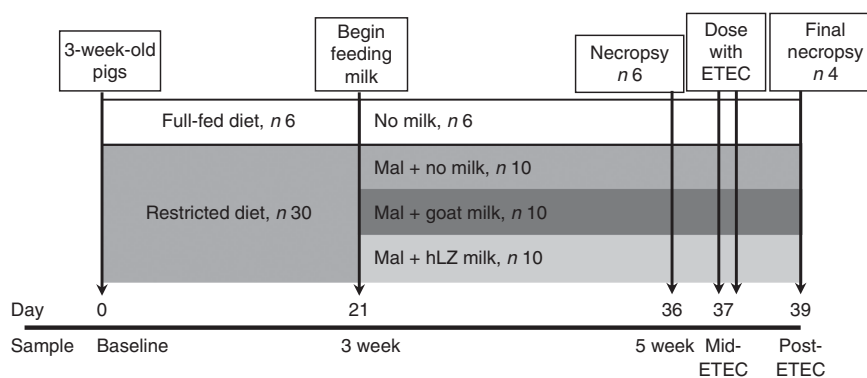 3-week-old
pigs
Begin
feeding
milk
Necropsy
n 6
Dose
with
ETEC
Final
necropsy
n 4
Full-fed diet, n 6
No milk, n 6
Restricted diet, n 30
Mal + no milk, n 10
Mal + goat milk, n 10
Mal + hLZ milk, n 10
Day 0 21 36 37 39
Sample Baseline 3 week 5 week Mid-
ETEC Post-
ETEC